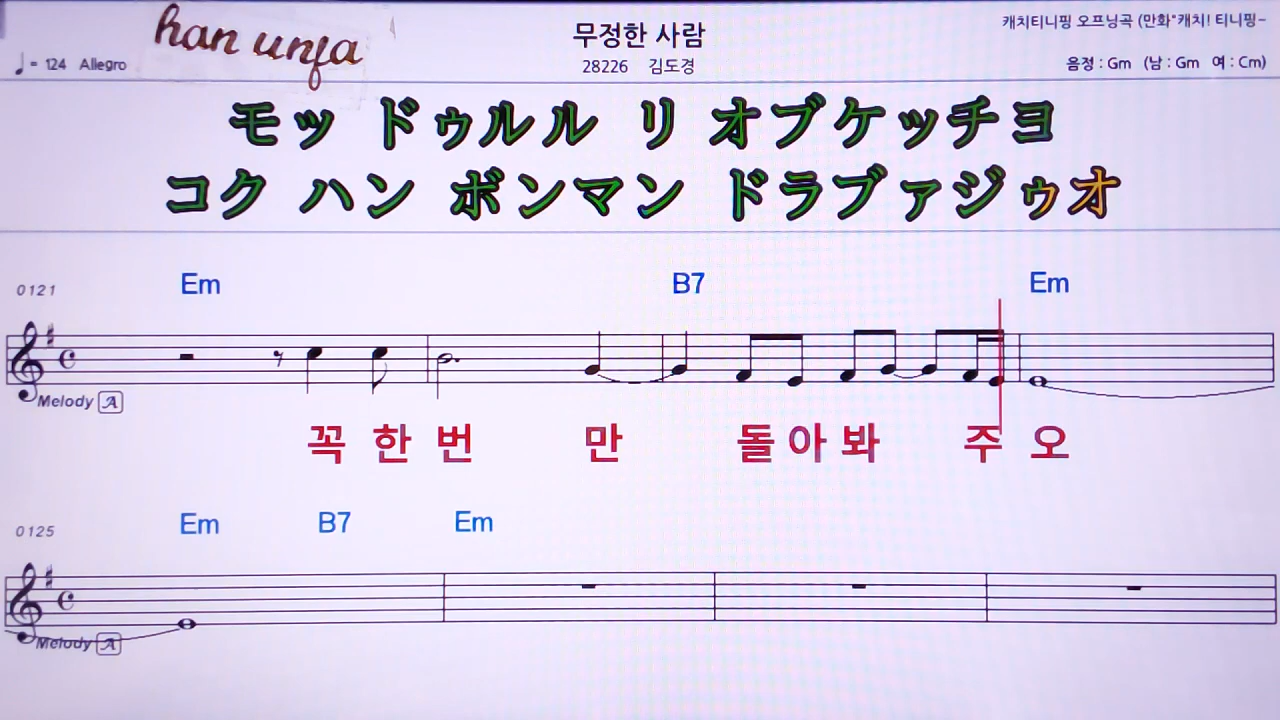 han unfa
무정한 사람
캐치티니핑 오프닝곡 (만화"캐치! 티니핑-
♩= 124 Allegro
28226 김도경
음정 : Gm (남 : Gm 여 : Cm)
モッ ドゥルル リ オブケッチヨ
コク ハン ボンマン ドラブァジゥオ
0121 Em B7 Em
Melody A
꼭 한 번 만 돌아봐 주 오
0125 Em B7 Em
Melody A